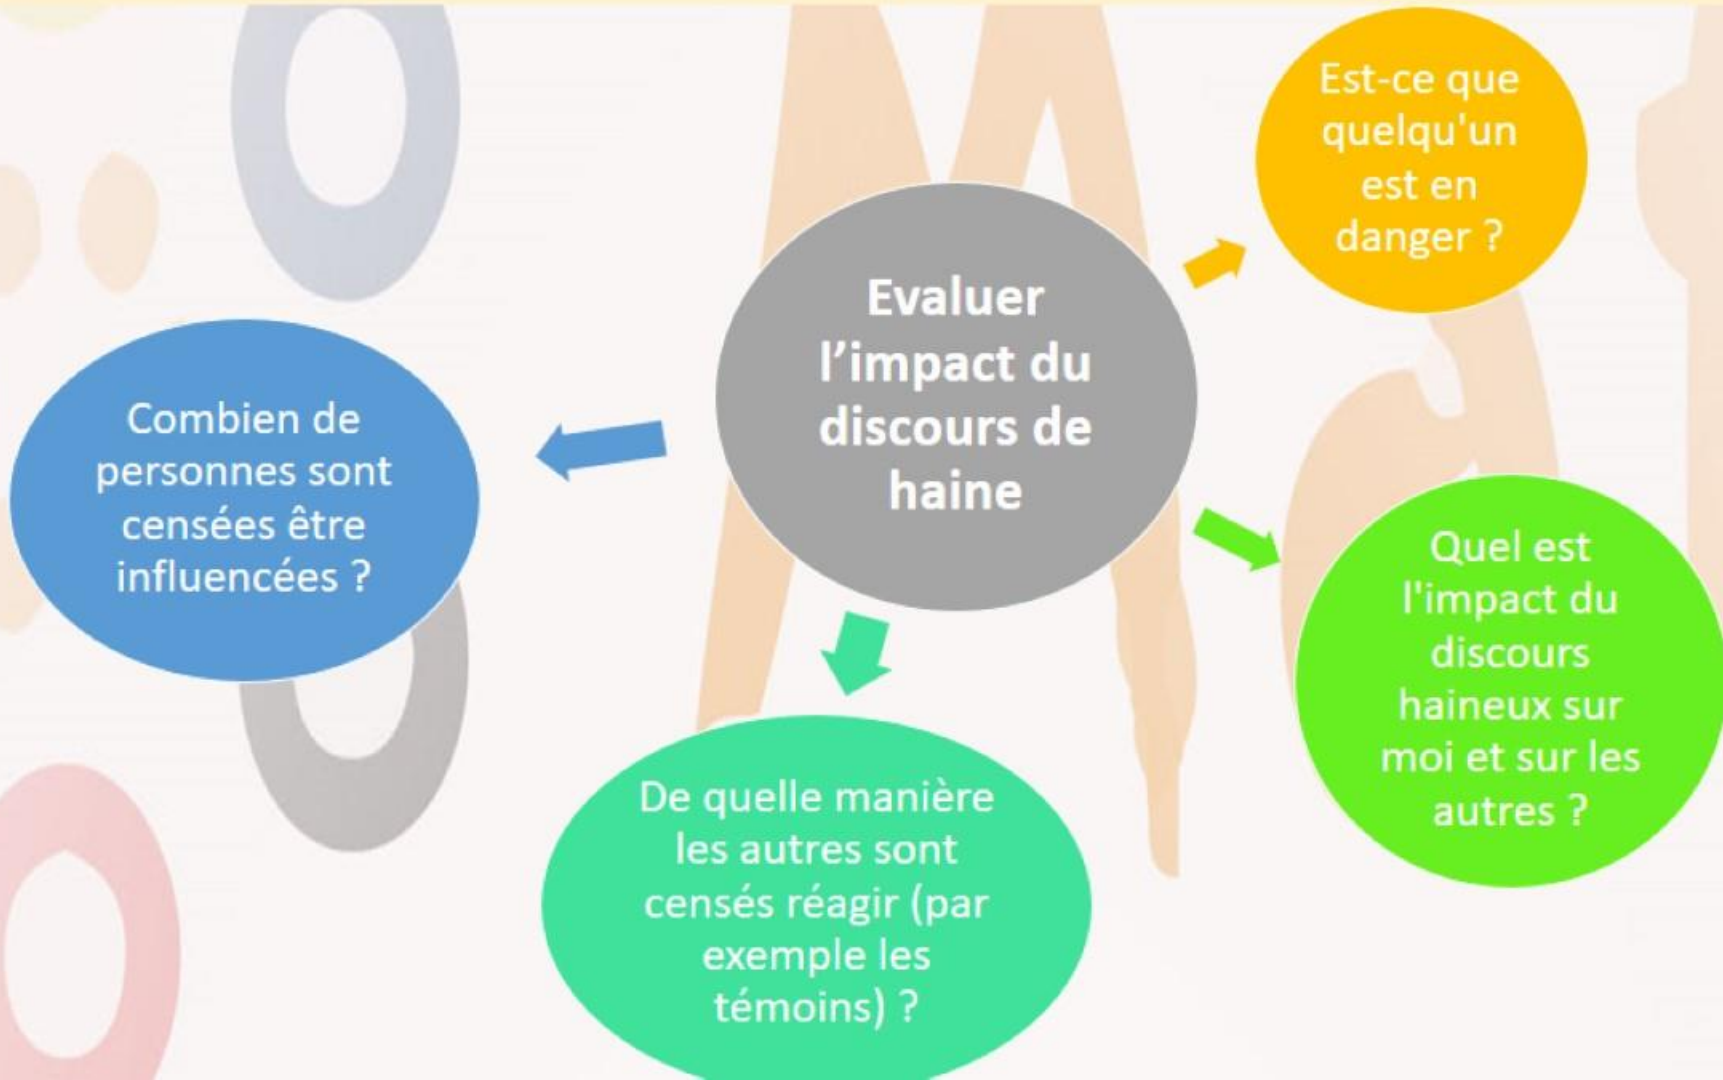 Evaluer
l’impact du
discours de
haine
Est-ce que
quelqu'un
est en
danger ?
Quel est
l'impact du
discours
haineux sur
moi et sur les
autres ?
De quelle manière
les autres sont
censés réagir (par
exemple les
témoins) ?
Combien de
personnes sont
censées être
influencées ?